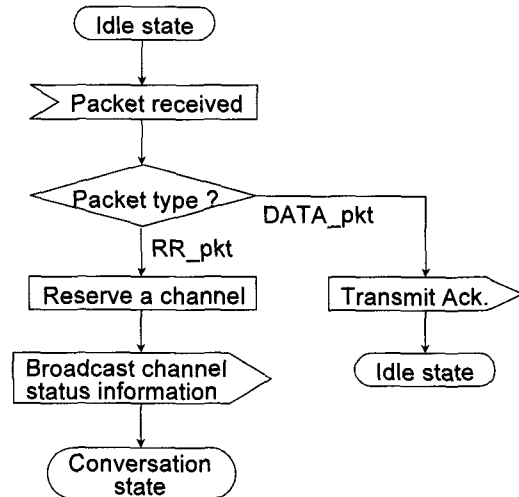 Idle state
Packet received
Packet type ?
DATA_pkt
RR_pkt
Reserve a channel
Transmit Ack.
Broadcast channel
status information
Idle state
Conversation
state